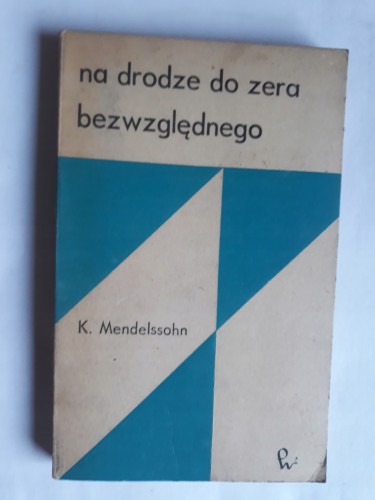 na drodze do zera
bezwzględnego
K. Mendelssohn